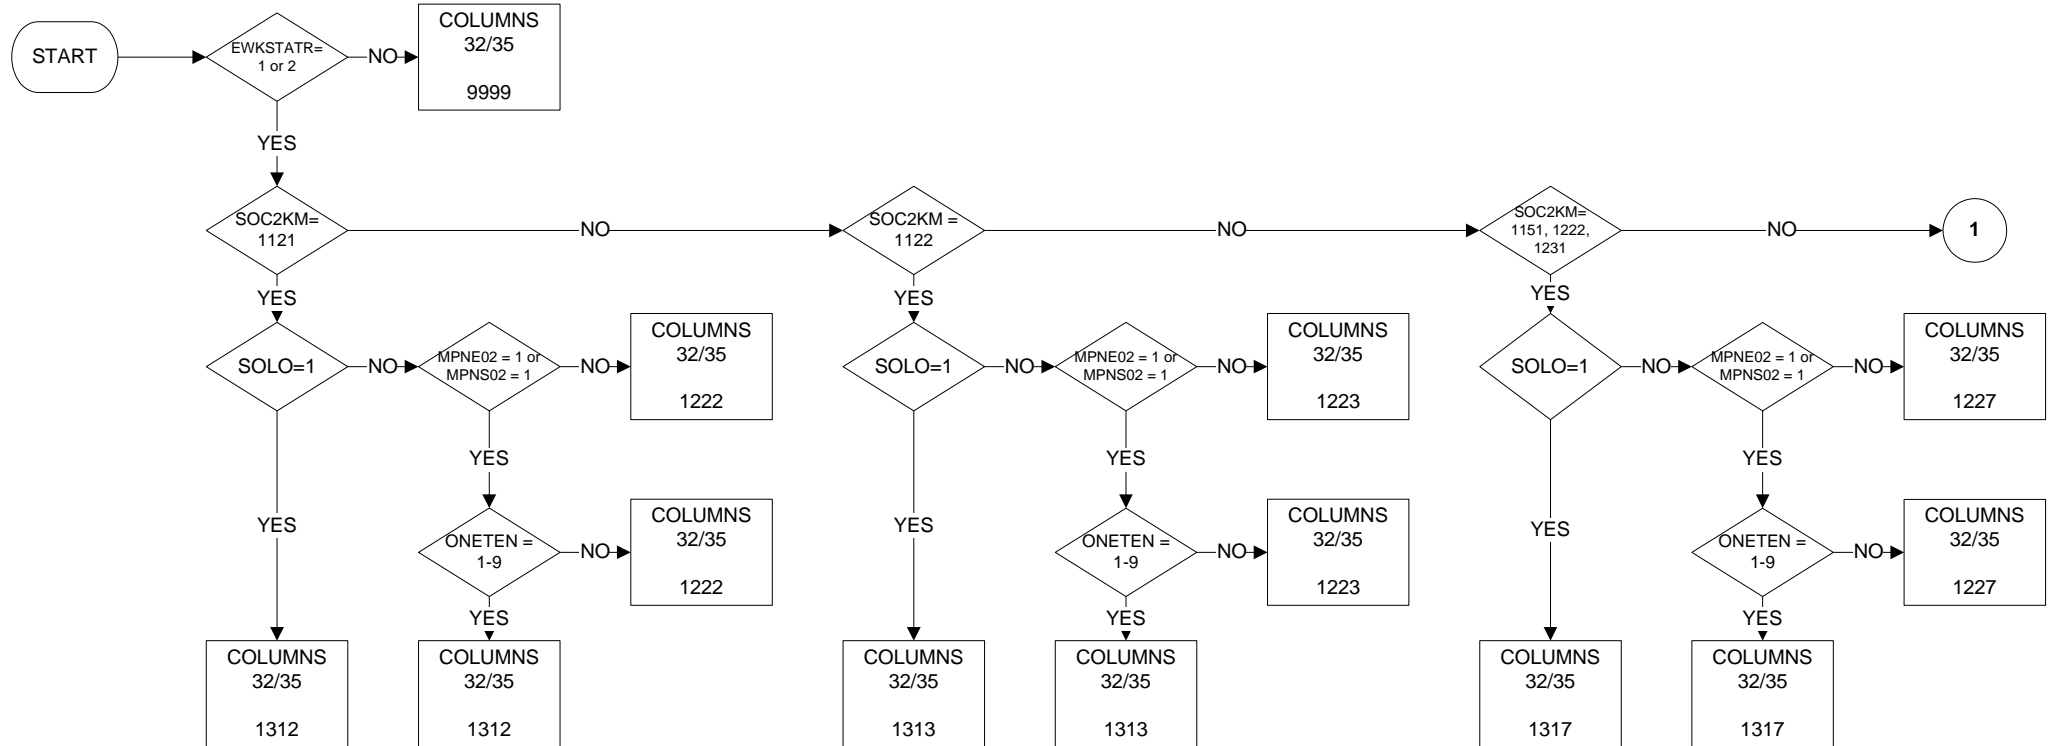 START
EWKSTATR=
1 or 2
NO
COLUMNS
32/35
9999
YES
SOC2KM=
1121
NO
SOC2KM =
1122
NO
SOC2KM=
1151, 1222,
1231
NO
1
YES
YES
YES
SOLO=1
NO
MPNE02 = 1 or
MPNS02 = 1
NO
COLUMNS
32/35
1222
SOLO=1
NO
MPNE02 = 1 or
MPNS02 = 1
NO
COLUMNS
32/35
1223
SOLO=1
NO
MPNE02 = 1 or
MPNS02 = 1
NO
COLUMNS
32/35
1227
YES
YES
YES
YES
ONETEN =
1-9
NO
COLUMNS
32/35
1222
YES
ONETEN =
1-9
NO
COLUMNS
32/35
1223
YES
ONETEN =
1-9
NO
COLUMNS
32/35
1227
YES
YES
YES
COLUMNS
32/35
1312
COLUMNS
32/35
1312
COLUMNS
32/35
1313
COLUMNS
32/35
1313
COLUMNS
32/35
1317
COLUMNS
32/35
1317